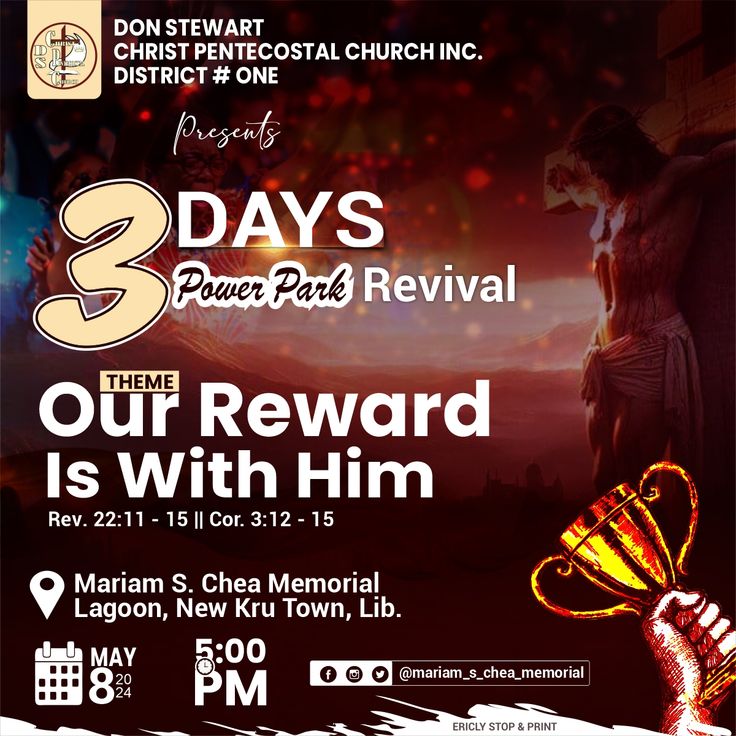 DON STEWART
CHRIST PENTECOSTAL CHURCH INC.
DISTRICT # ONE
Presents
3 DAYS
Power Park Revival
THEME
Our Reward
Is With Him
Rev. 22:11 - 15 || Cor. 3:12 - 15
Mariam S. Chea Memorial
Lagoon, New Kru Town, Lib.
MAY
8 2024
5:00
PM
@mariam_s_chea_memorial
ERICLY STOP & PRINT